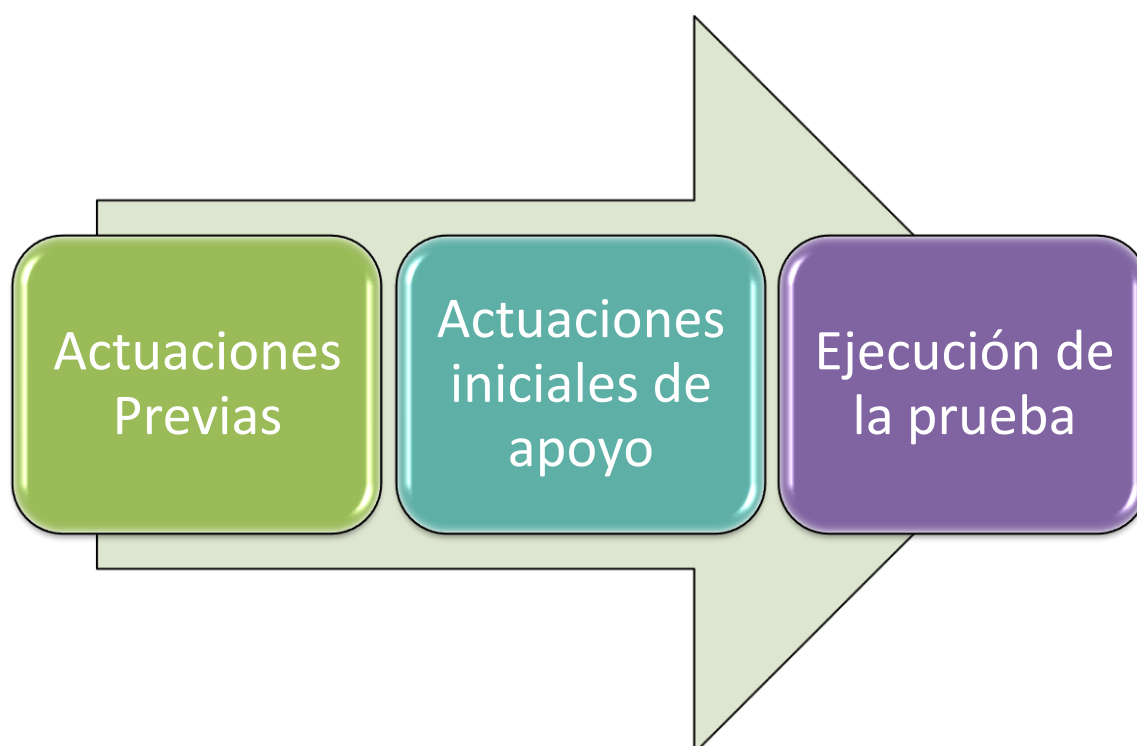 Actuaciones
Previas
Actuaciones
iniciales de
apoyo
Ejecución de
la prueba